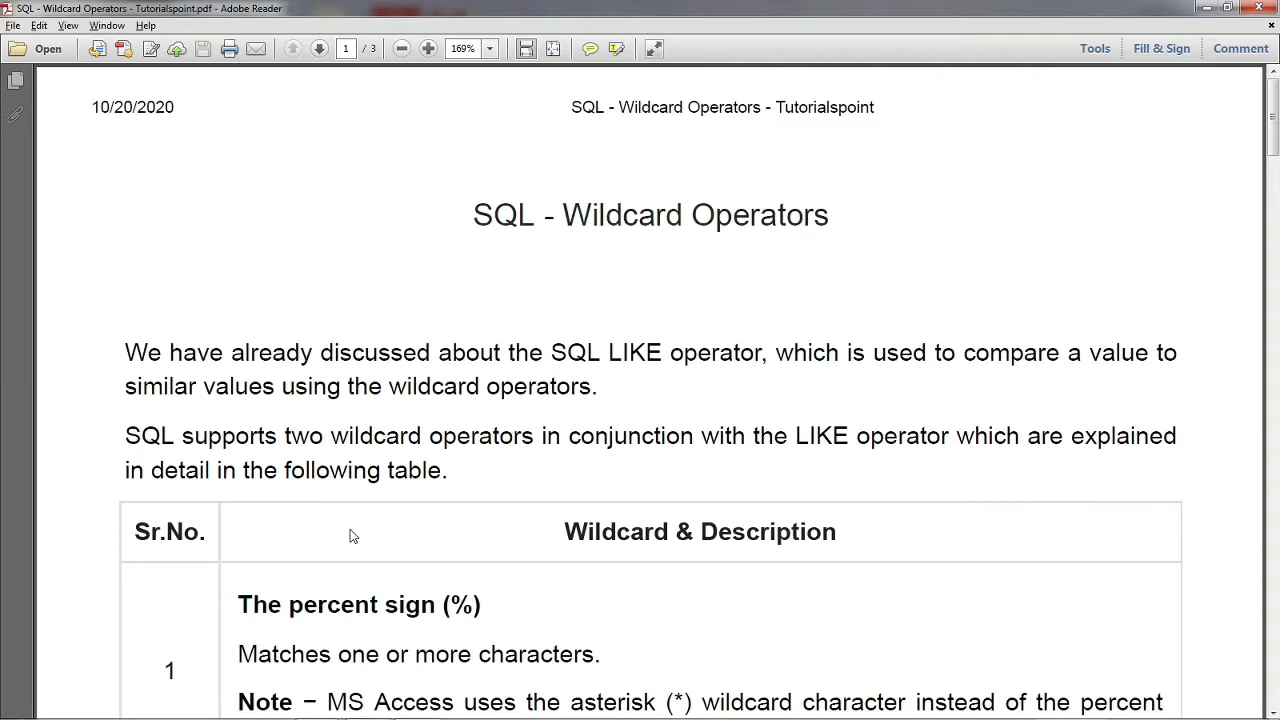 SQL - Wildcard Operators - Tutorialspoint.pdf - Adobe Reader
File Edit View Window Help
Open 1 / 3 169% Tools Fill & Sign Comment
10/20/2020 SQL - Wildcard Operators - Tutorialspoint
SQL - Wildcard Operators
We have already discussed about the SQL LIKE operator, which is used to compare a value to
similar values using the wildcard operators.
SQL supports two wildcard operators in conjunction with the LIKE operator which are explained
in detail in the following table.
Sr.No. Wildcard & Description
The percent sign (%)
Matches one or more characters.
1
Note − MS Access uses the asterisk (*) wildcard character instead of the percent